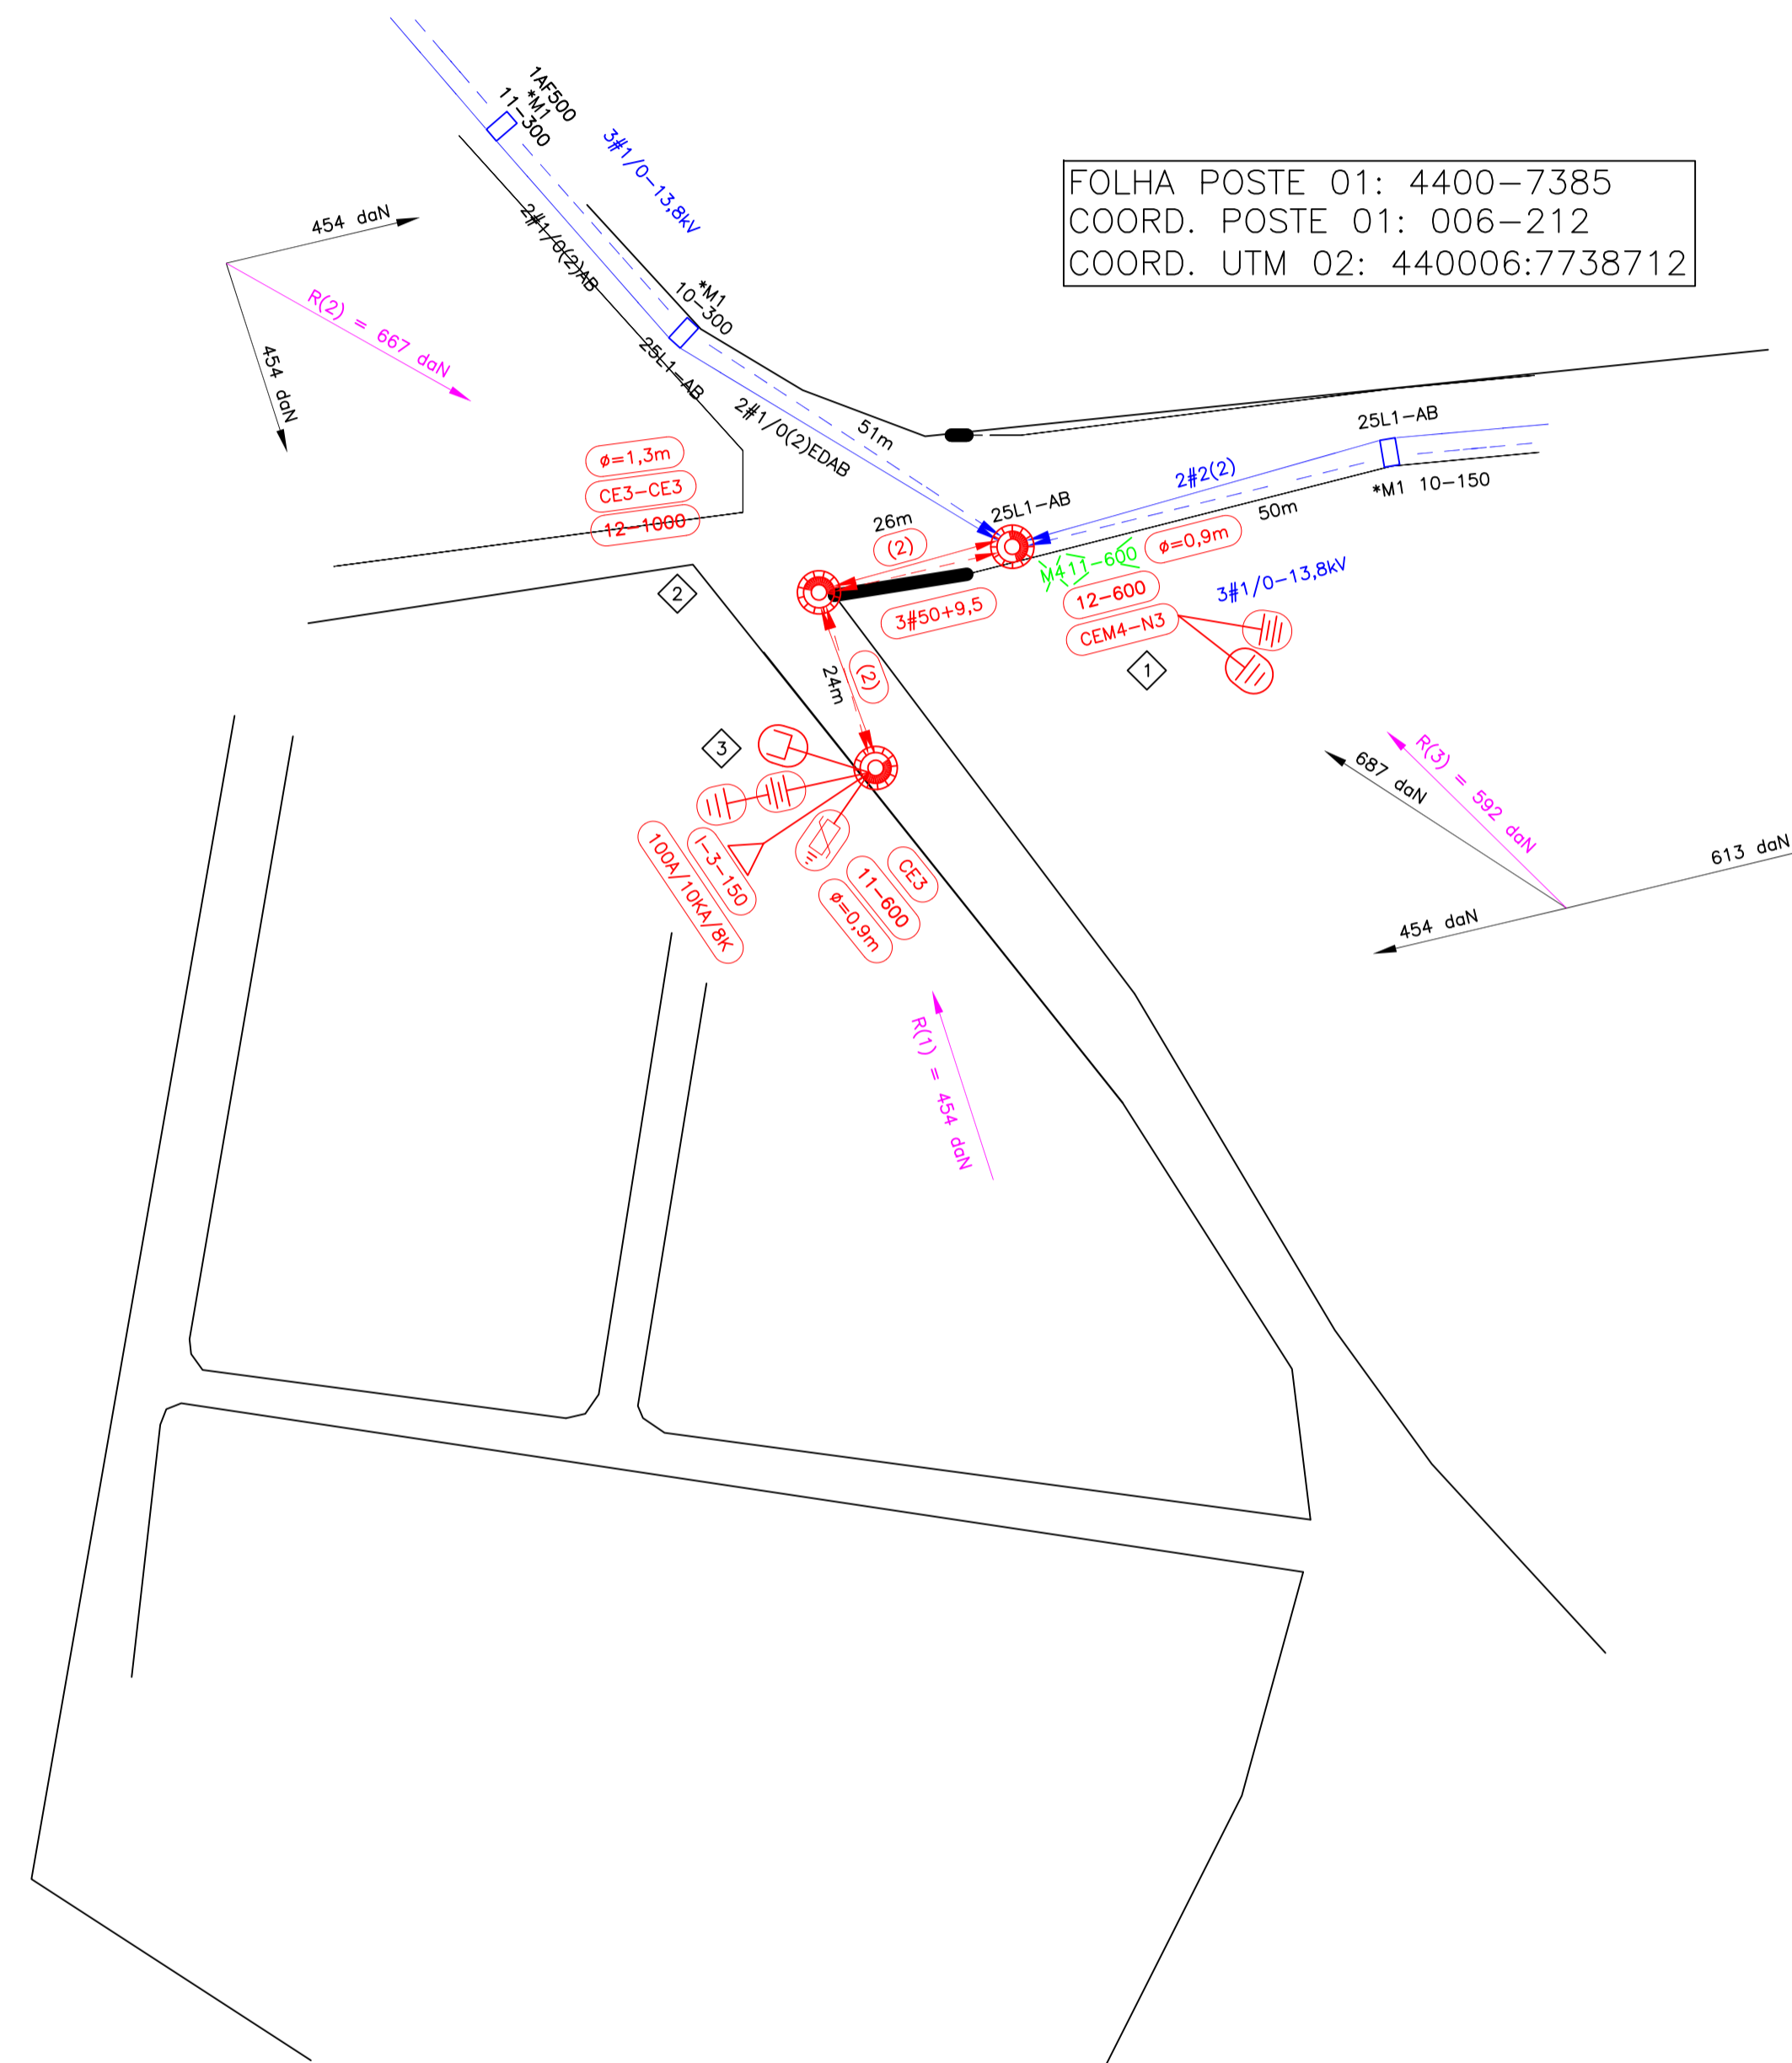 1AF500
*M1
11-300
3#1/0-13,8kV
FOLHA POSTE 01: 4400-7385
COORD. POSTE 01: 006-212
COORD. UTM 02: 440006:7738712
454 daN
2#1/0(2)AB
R(2) = 667 daN
454 daN
*M1
10-300
25L1-AB
2#1/0(2)EDAB
51m
25L1-AB
2#2(2)
*M1 10-150
50m
ø=1,3m
CE3-CE3
12-1000
25L1-AB
26m
(2)
M4 11-600
ø=0,9m
12-600
CEM4-N3
3#1/0-13,8kV
3#50+9,5
2
1
24m
(2)
3
100A/10KA/8K
I-3-150
CE3
11-600
ø=0,9m
687 daN
R(3) = 592 daN
613 daN
454 daN
R(1) = 454 daN